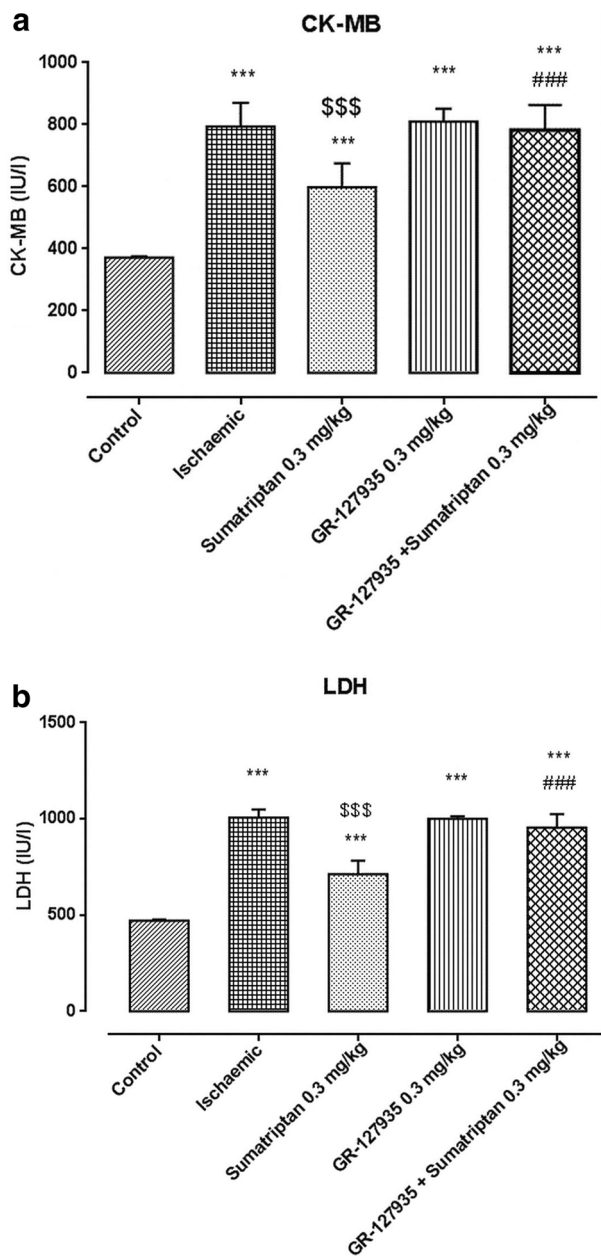 a
CK-MB
1000
800
600
400
200
0
CK-MB (IU/l)
***
$$$
***
***
***
###
Control
Ischaemic
Sumatriptan 0.3 mg/kg
GR-127935 0.3 mg/kg
GR-127935 +Sumatriptan 0.3 mg/kg
b
LDH
1500
1000
500
0
LDH (IU/l)
***
$$$
***
***
***
###
Control
Ischaemic
Sumatriptan 0.3 mg/kg
GR-127935 0.3 mg/kg
GR-127935 + Sumatriptan 0.3 mg/kg